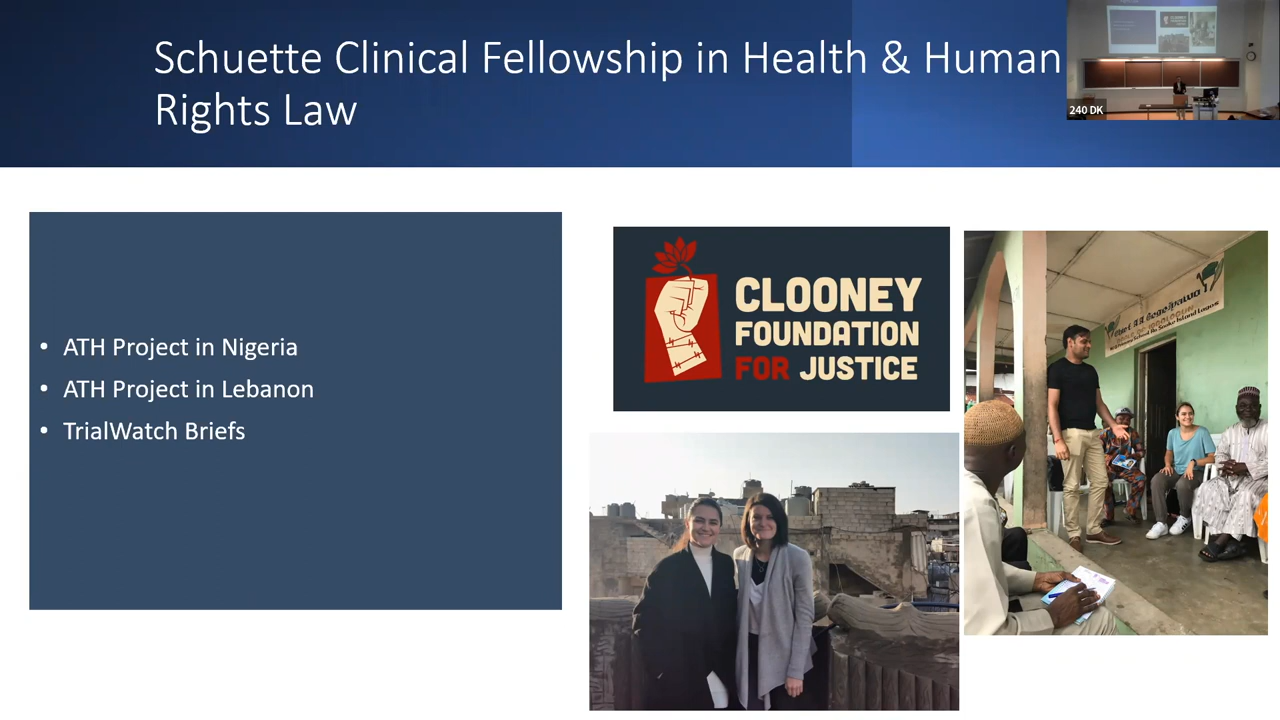 Schuette Clinical Fellowship in Health & Human
Rights Law
240 DK
• ATH Project in Nigeria
• ATH Project in Lebanon
• TrialWatch Briefs
CLOONEY
FOUNDATION
FOR JUSTICE